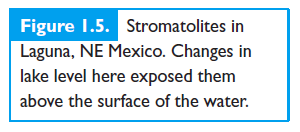 Figure 1.5. Stromatolites in
Laguna, NE Mexico. Changes in
lake level here exposed them
above the surface of the water.